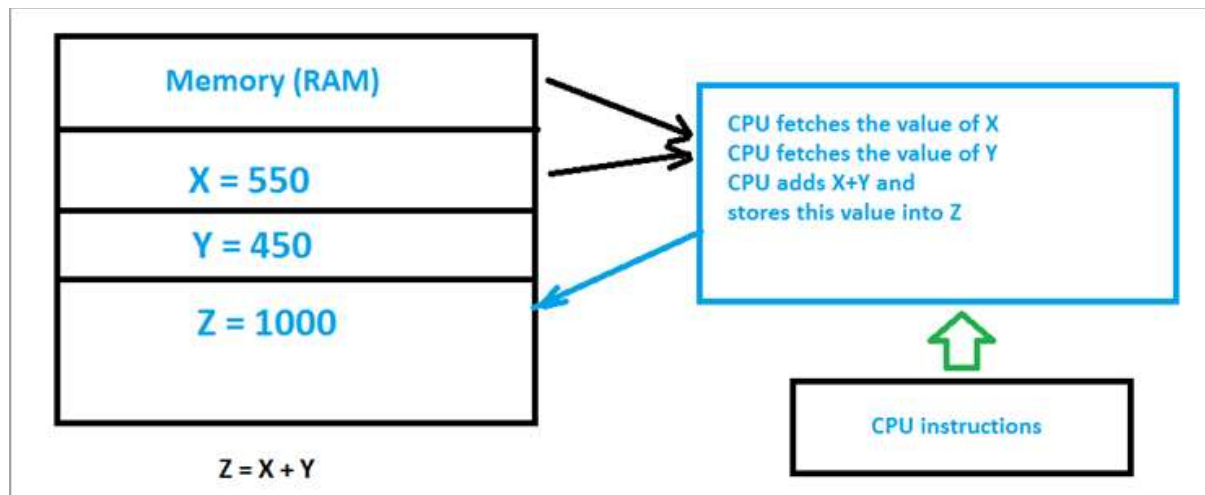 Memory (RAM)
X = 550
Y = 450
Z = 1000
Z = X + Y
CPU fetches the value of X
CPU fetches the value of Y
CPU adds X+Y and
stores this value into Z
CPU instructions